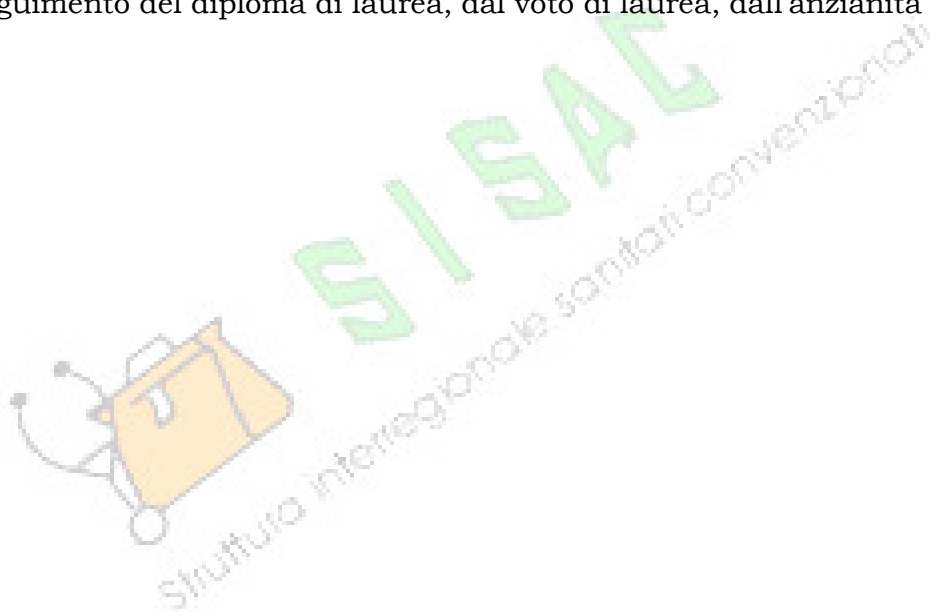 guimento del diploma di laurea, dal voto di laurea, dall'anzianità
SISAC
Struttura interregionale sanitari convenzionati